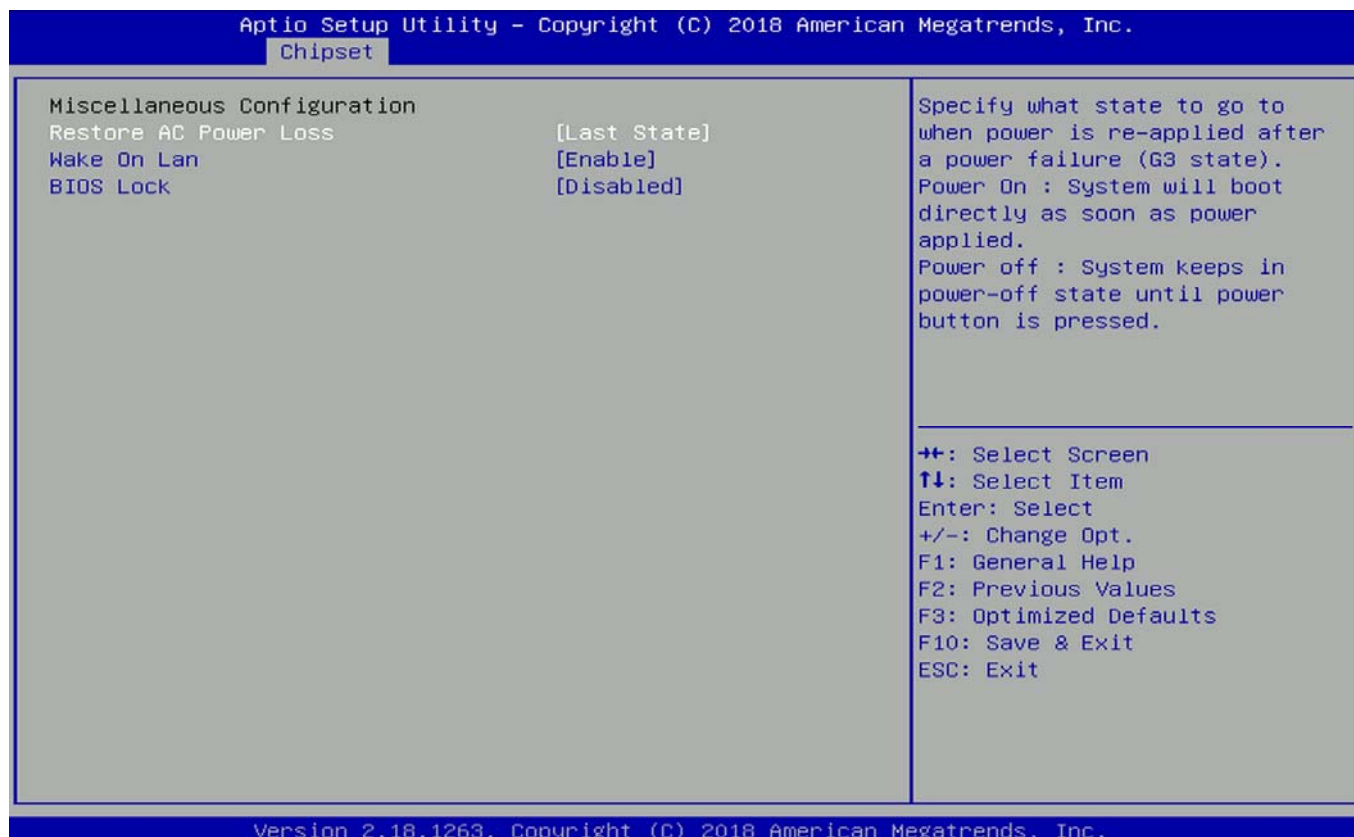 Aptio Setup Utility – Copyright (C) 2018 American Megatrends, Inc.
Chipset
Miscellaneous Configuration
Restore AC Power Loss [Last State]
Wake On Lan [Enable]
BIOS Lock [Disabled]
Specify what state to go to
when power is re-applied after
a power failure (G3 state).
Power On : System will boot
directly as soon as power
applied.
Power off : System keeps in
power-off state until power
button is pressed.
→←: Select Screen
↑↓: Select Item
Enter: Select
+/-: Change Opt.
F1: General Help
F2: Previous Values
F3: Optimized Defaults
F10: Save & Exit
ESC: Exit
Version 2.18.1263. Copyright (C) 2018 American Megatrends, Inc.